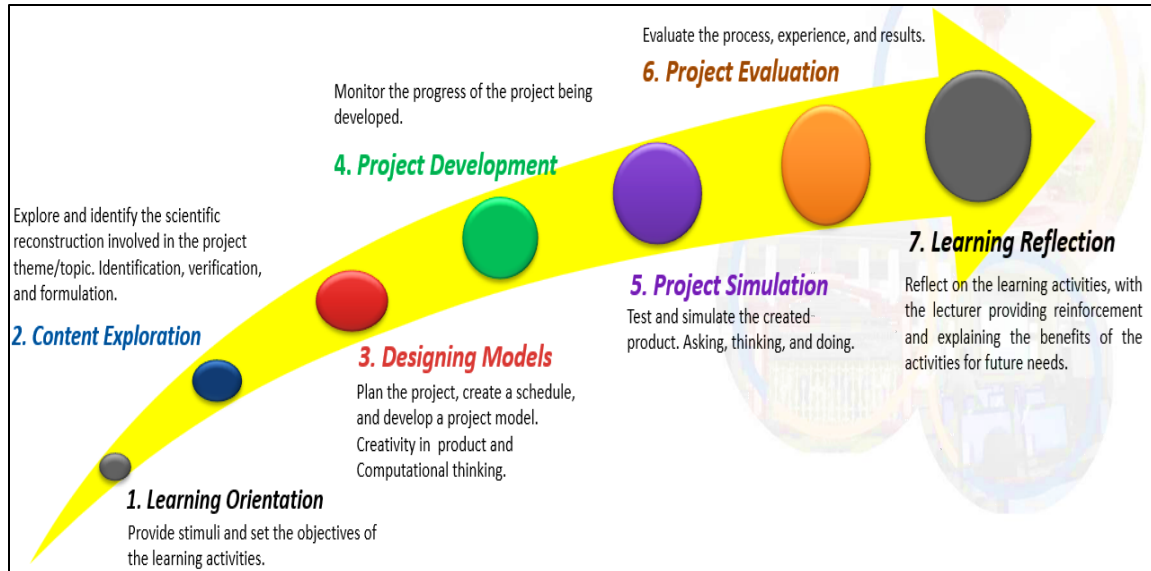 1. Learning Orientation
Provide stimuli and set the objectives of
the learning activities.
2. Content Exploration
Explore and identify the scientific
reconstruction involved in the project
theme/topic. Identification, verification,
and formulation.
3. Designing Models
Plan the project, create a schedule,
and develop a project model.
Creativity in product and
Computational thinking.
4. Project Development
Monitor the progress of the project being
developed.
5. Project Simulation
Test and simulate the created
product. Asking, thinking, and doing.
6. Project Evaluation
Evaluate the process, experience, and results.
7. Learning Reflection
Reflect on the learning activities, with
the lecturer providing reinforcement
and explaining the benefits of the
activities for future needs.